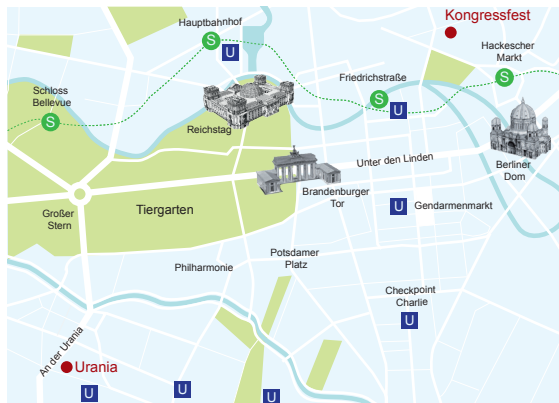 Kongressfest
Hauptbahnhof
S
U
Hackescher
Markt
S
Friedrichstraße
S
U
Schloss
Bellevue
S
Reichstag
Unter den Linden
Berliner
Dom
Brandenburger
Tor
Großer
Stern
Tiergarten
U
Gendarmenmarkt
Philharmonie
Potsdamer
Platz
Checkpoint
Charlie
U
An der Urania
Urania
U
U
U